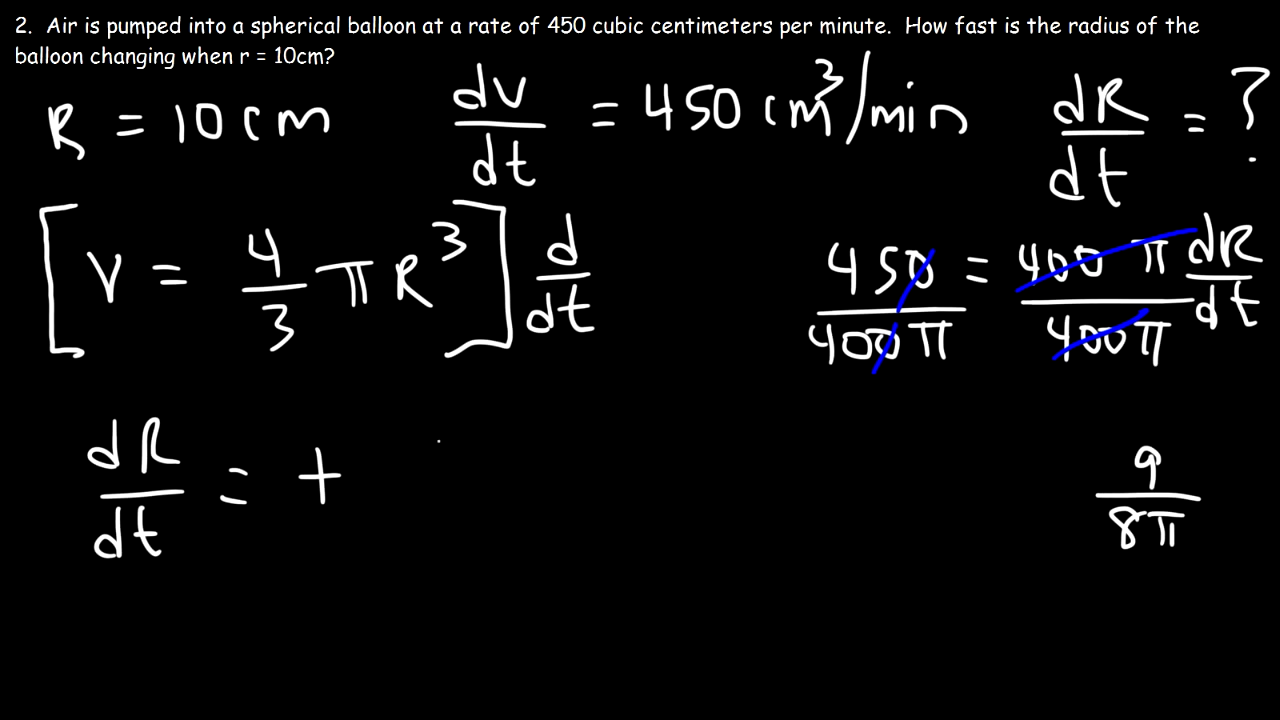 2. Air is pumped into a spherical balloon at a rate of 450 cubic centimeters per minute. How fast is the radius of the
balloon changing when r = 10cm?
R = 10 cm   dV/dt = 450 cm³/min   dR/dt = ?
[V = 4/3 π R³] d/dt   450/400π = 400π/400π dR/dt
dR/dt = +   9/8π